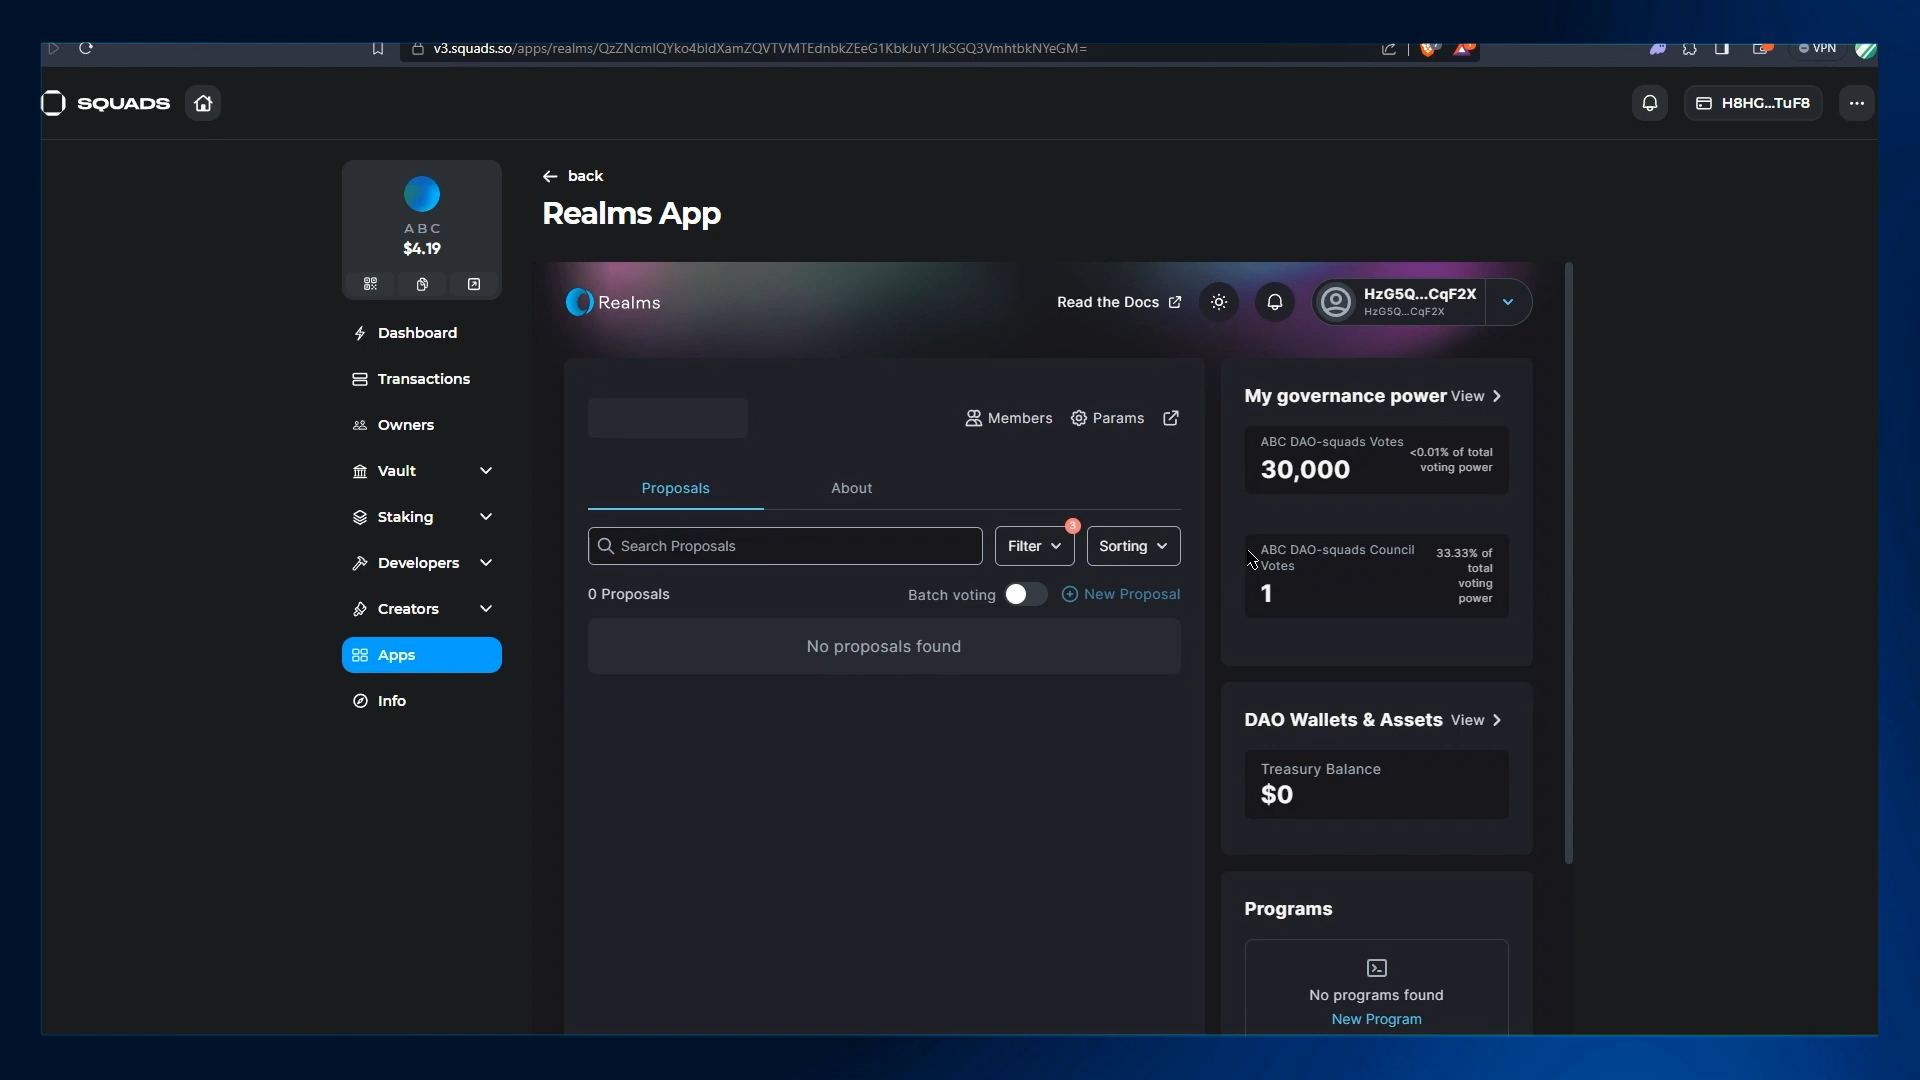 v3.squads.so/apps/realms/QzZNcmlQYko4bldXamZQVTVMTEdnbkZEeG1KbkJuY1JkSGQ3VmhtbkNYeGM=
VPN
SQUADS
H8HG...TuF8
ABC
$4.19
Dashboard
Transactions
Owners
Vault
Staking
Developers
Creators
Apps
Info
back
Realms App
Realms
Read the Docs
HzG5Q...CqF2X
HzG5Q...CqF2X
Members
Params
Proposals
About
Search Proposals
Filter
3
Sorting
0 Proposals
Batch voting
New Proposal
No proposals found
My governance power
View
ABC DAO-squads Votes
30,000
<0.01% of total
voting power
ABC DAO-squads Council
Votes
1
33.33% of
total
voting
power
DAO Wallets & Assets
View
Treasury Balance
$0
Programs
No programs found
New Program